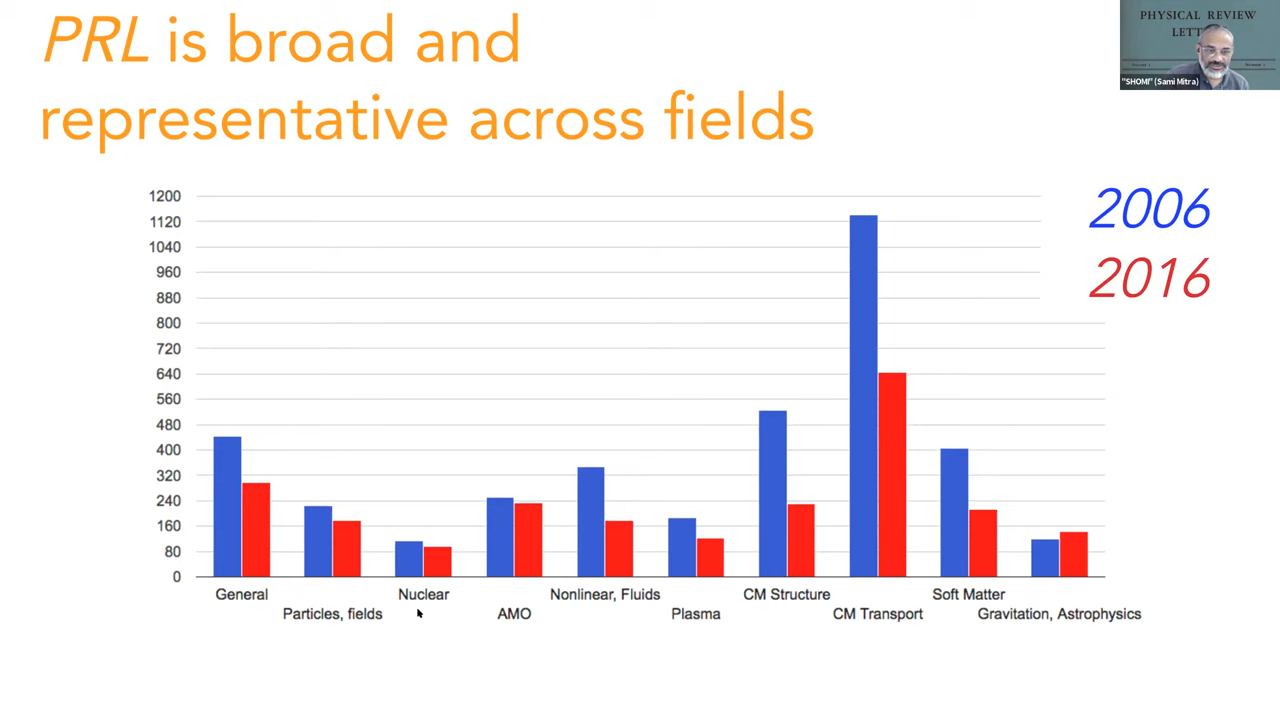 PRL is broad and
representative across fields
PHYSICAL REVIEW
"SHOMI" (Sami Mitra)
2006
2016
1200
1120
1040
960
880
800
720
640
560
480
400
320
240
160
80
0
General
Particles, fields
Nuclear
AMO
Nonlinear, Fluids
Plasma
CM Structure
CM Transport
Soft Matter
Gravitation, Astrophysics